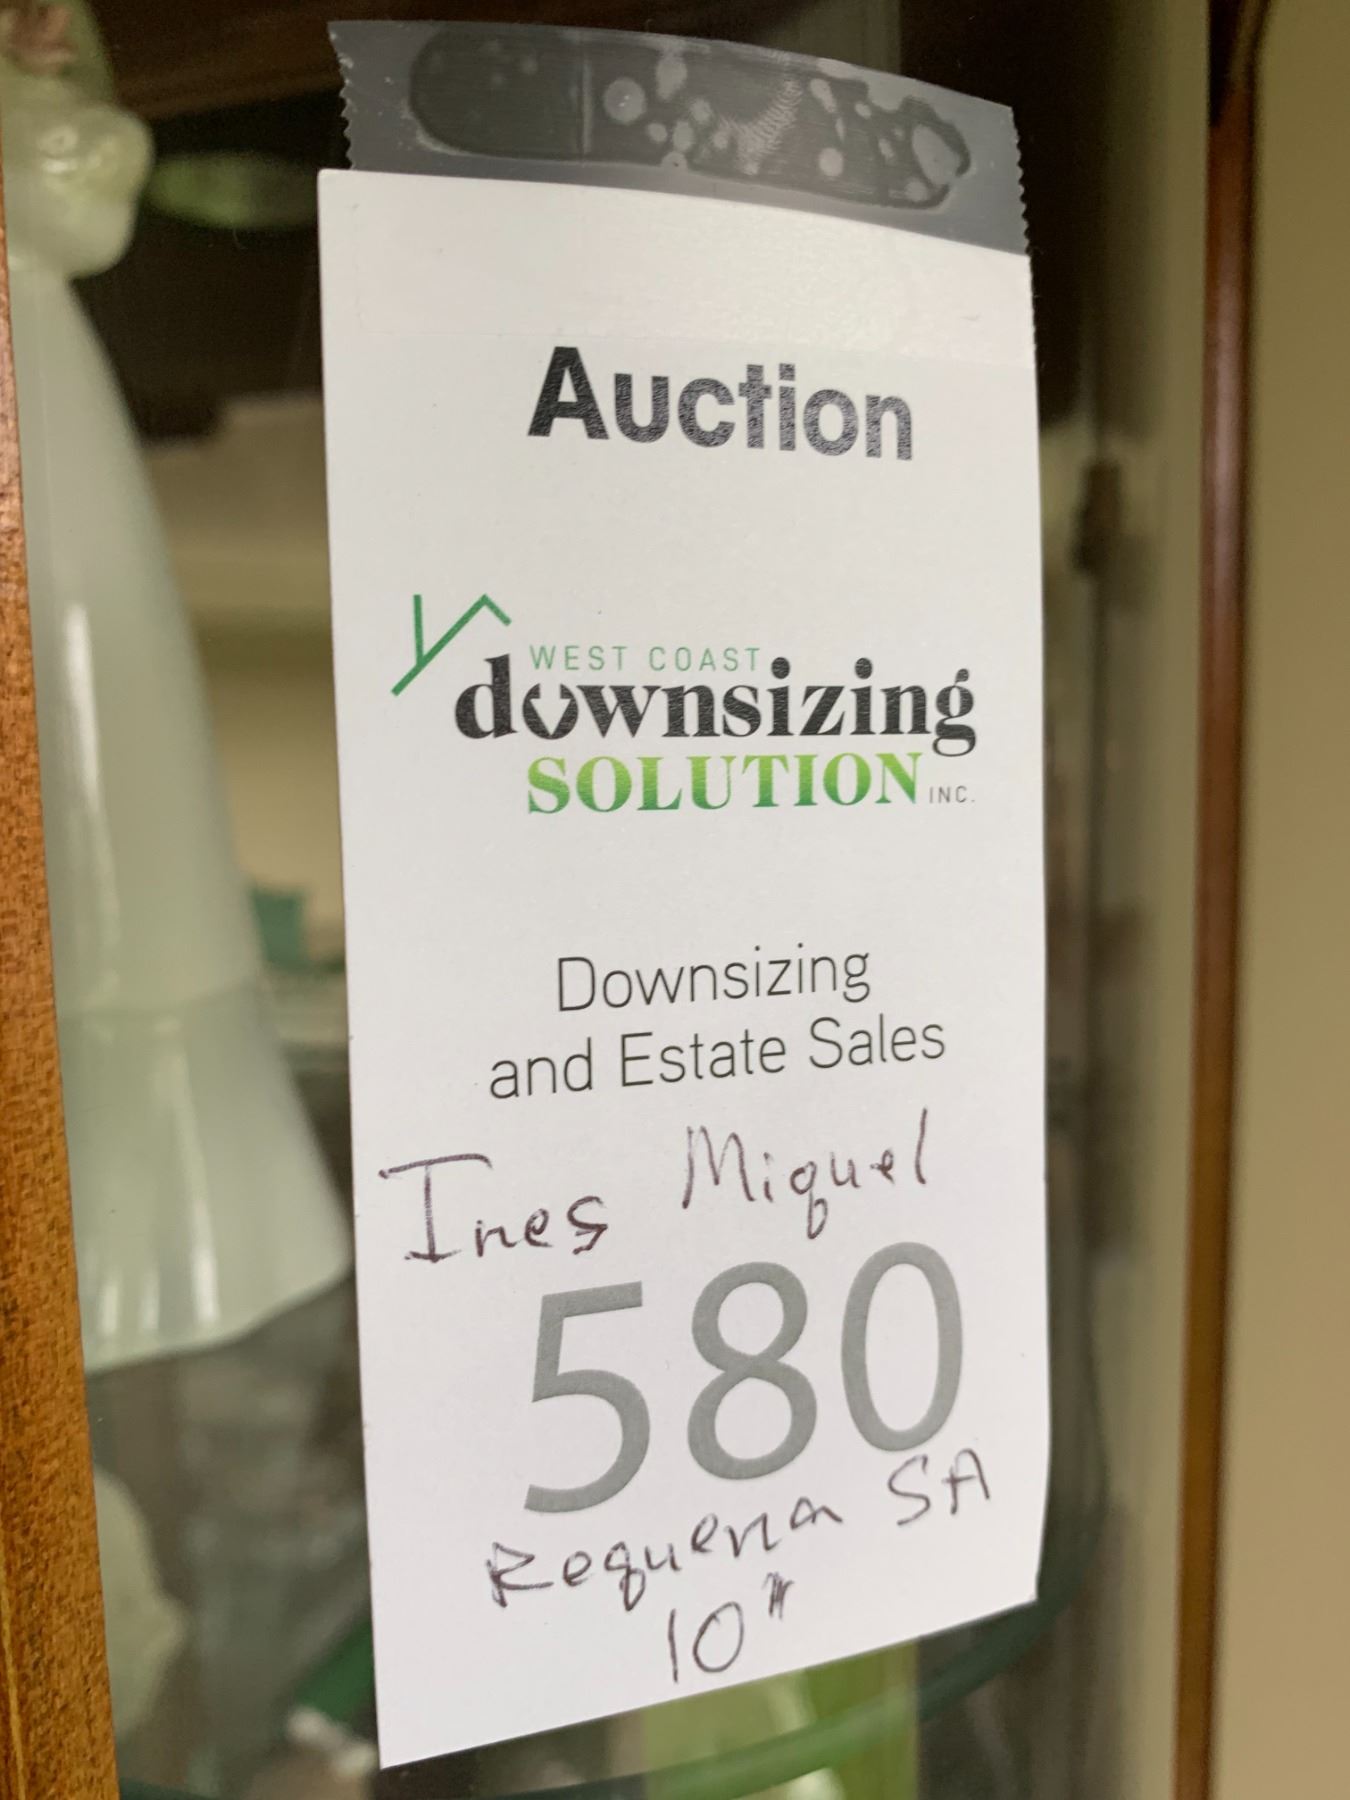 Auction
WEST COAST
downsizing
SOLUTION INC.
Downsizing
and Estate Sales
Ines Miquel
580
Requena SA
10"